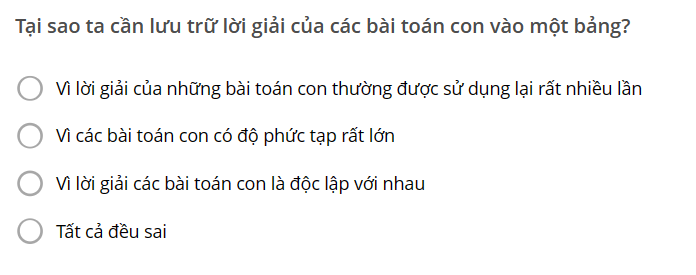 Tại sao ta cần lưu trữ lời giải của các bài toán con vào một bảng?
Vì lời giải của những bài toán con thường được sử dụng lại rất nhiều lần
Vì các bài toán con có độ phức tạp rất lớn
Vì lời giải các bài toán con là độc lập với nhau
Tất cả đều sai